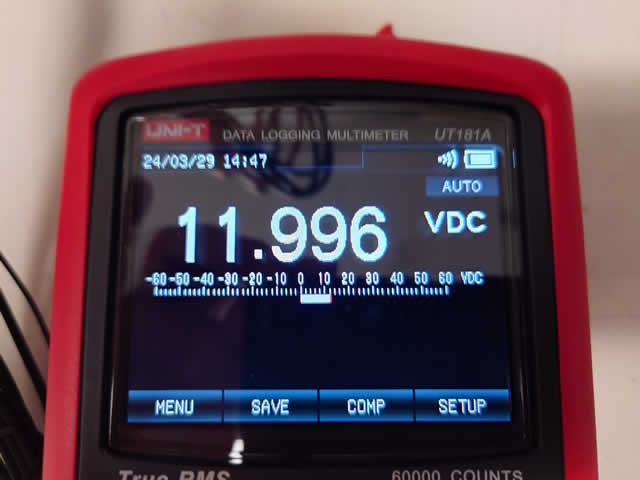 UNI-T DATA LOGGING MULTIMETER UT181A
24/03/29 14:47
AUTO
11.996 VDC
-60 -50 -40 -30 -20 -10 0 10 20 30 40 50 60 VDC
MENU SAVE COMP SETUP
True RMS 60000 COUNTS